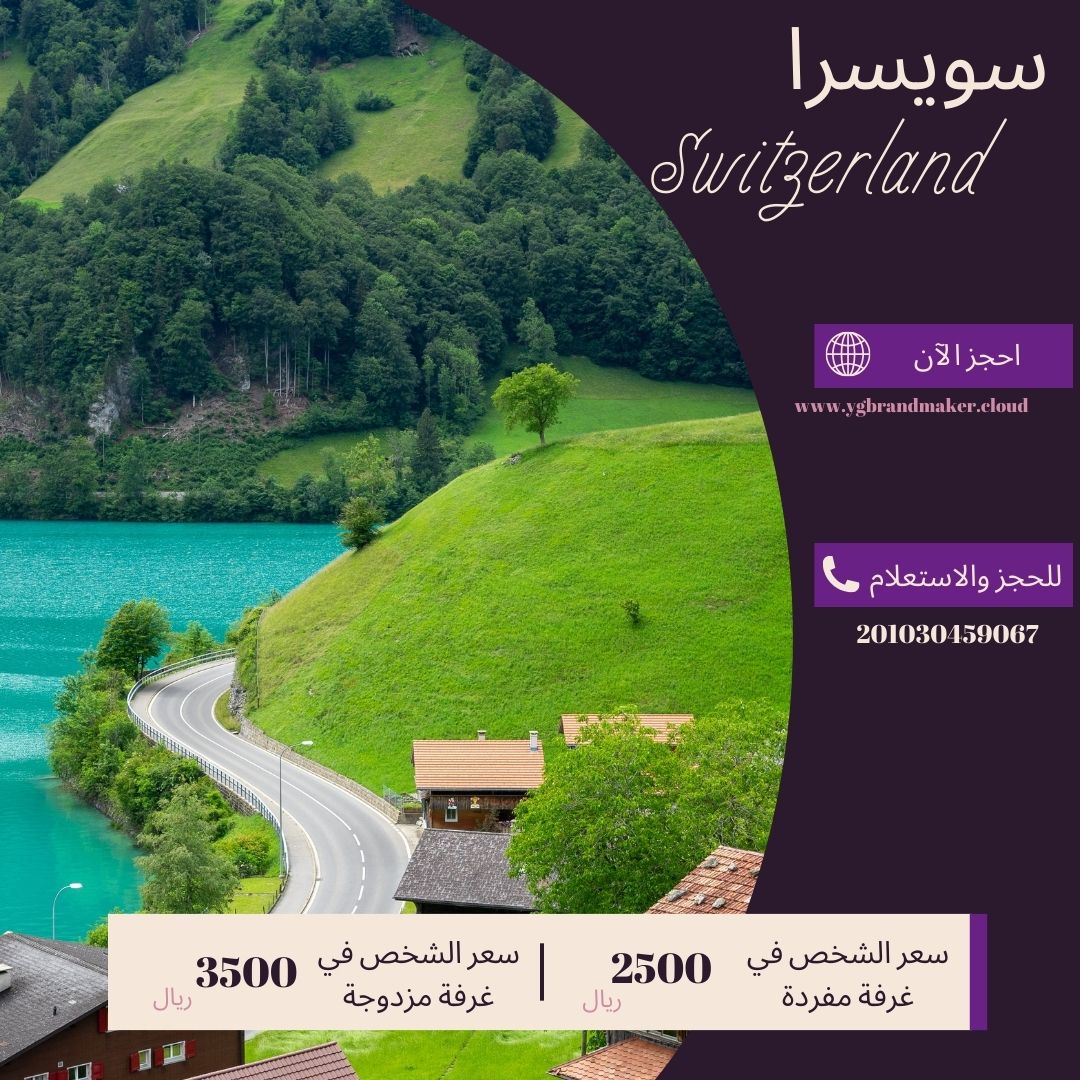 سويسرا
Switzerland
احجز الآن
www.ygbrandmaker.cloud
للحجز والاستعلام
201030459067
سعر الشخص في
غرفة مفردة
2500
ريال
سعر الشخص في
غرفة مزدوجة
3500
ريال